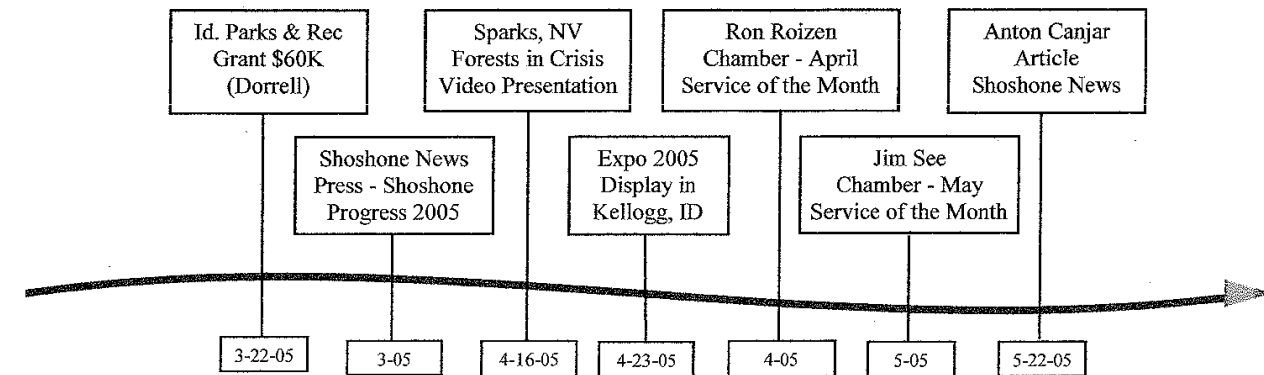 Id. Parks & Rec
Grant $60K
(Dorrell)
Sparks, NV
Forests in Crisis
Video Presentation
Ron Roizen
Chamber - April
Service of the Month
Anton Canjar
Article
Shoshone News
Shoshone News
Press - Shoshone
Progress 2005
Expo 2005
Display in
Kellogg, ID
Jim See
Chamber - May
Service of the Month
3-22-05
3-05
4-16-05
4-23-05
4-05
5-05
5-22-05